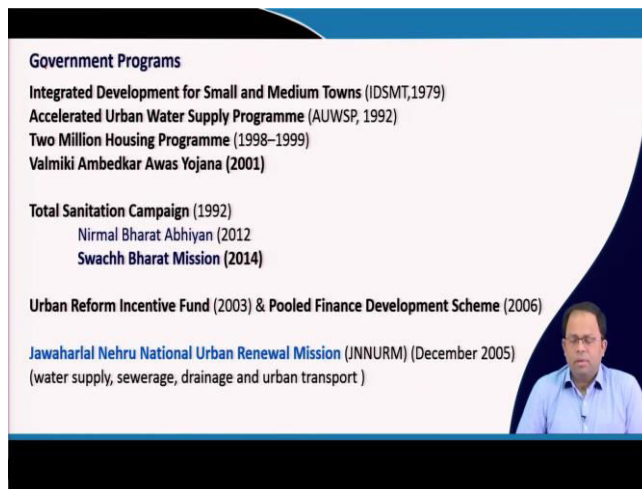 Government Programs
Integrated Development for Small and Medium Towns (IDSMT,1979)
Accelerated Urban Water Supply Programme (AUWSP, 1992)
Two Million Housing Programme (1998–1999)
Valmiki Ambedkar Awas Yojana (2001)
Total Sanitation Campaign (1992)
Nirmal Bharat Abhiyan (2012
Swachh Bharat Mission (2014)
Urban Reform Incentive Fund (2003) & Pooled Finance Development Scheme (2006)
Jawaharlal Nehru National Urban Renewal Mission (JNNURM) (December 2005)
(water supply, sewerage, drainage and urban transport )